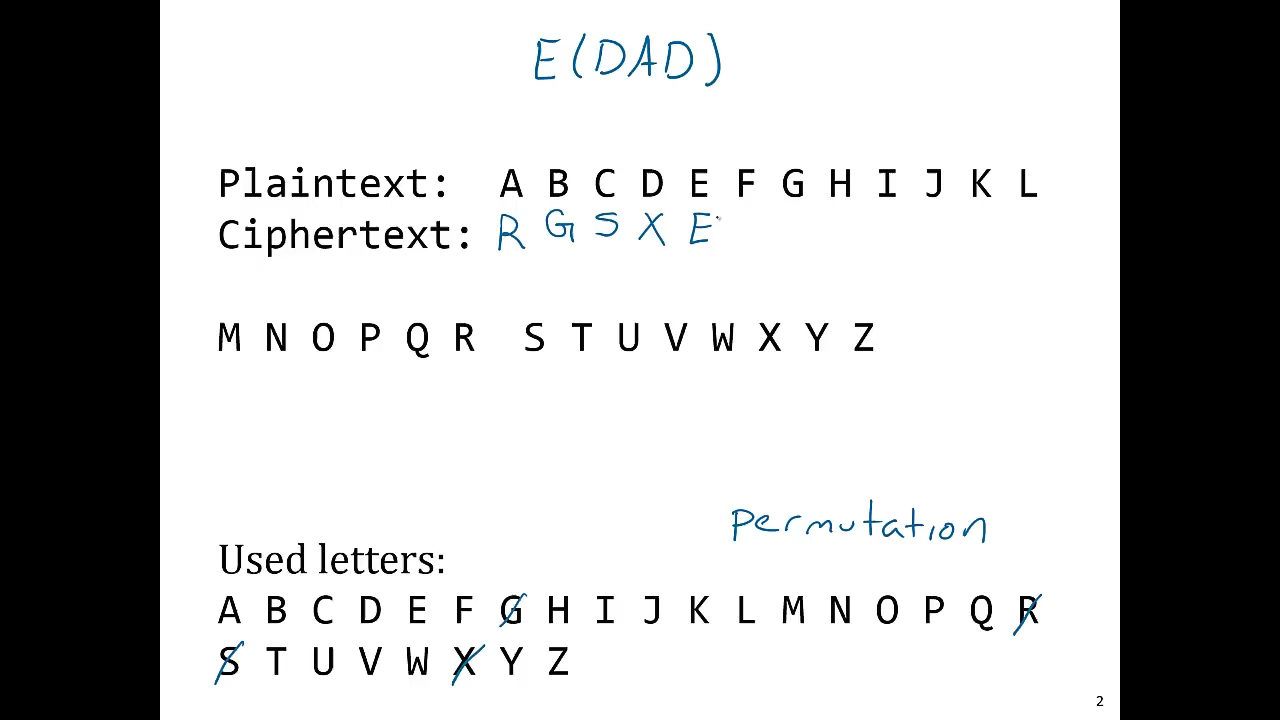 E(DAD)
Plaintext: A B C D E F G H I J K L
Ciphertext: R G S X E
M N O P Q R S T U V W X Y Z
permutation
Used letters:
A B C D E F G H I J K L M N O P Q R
S T U V W X Y Z
2